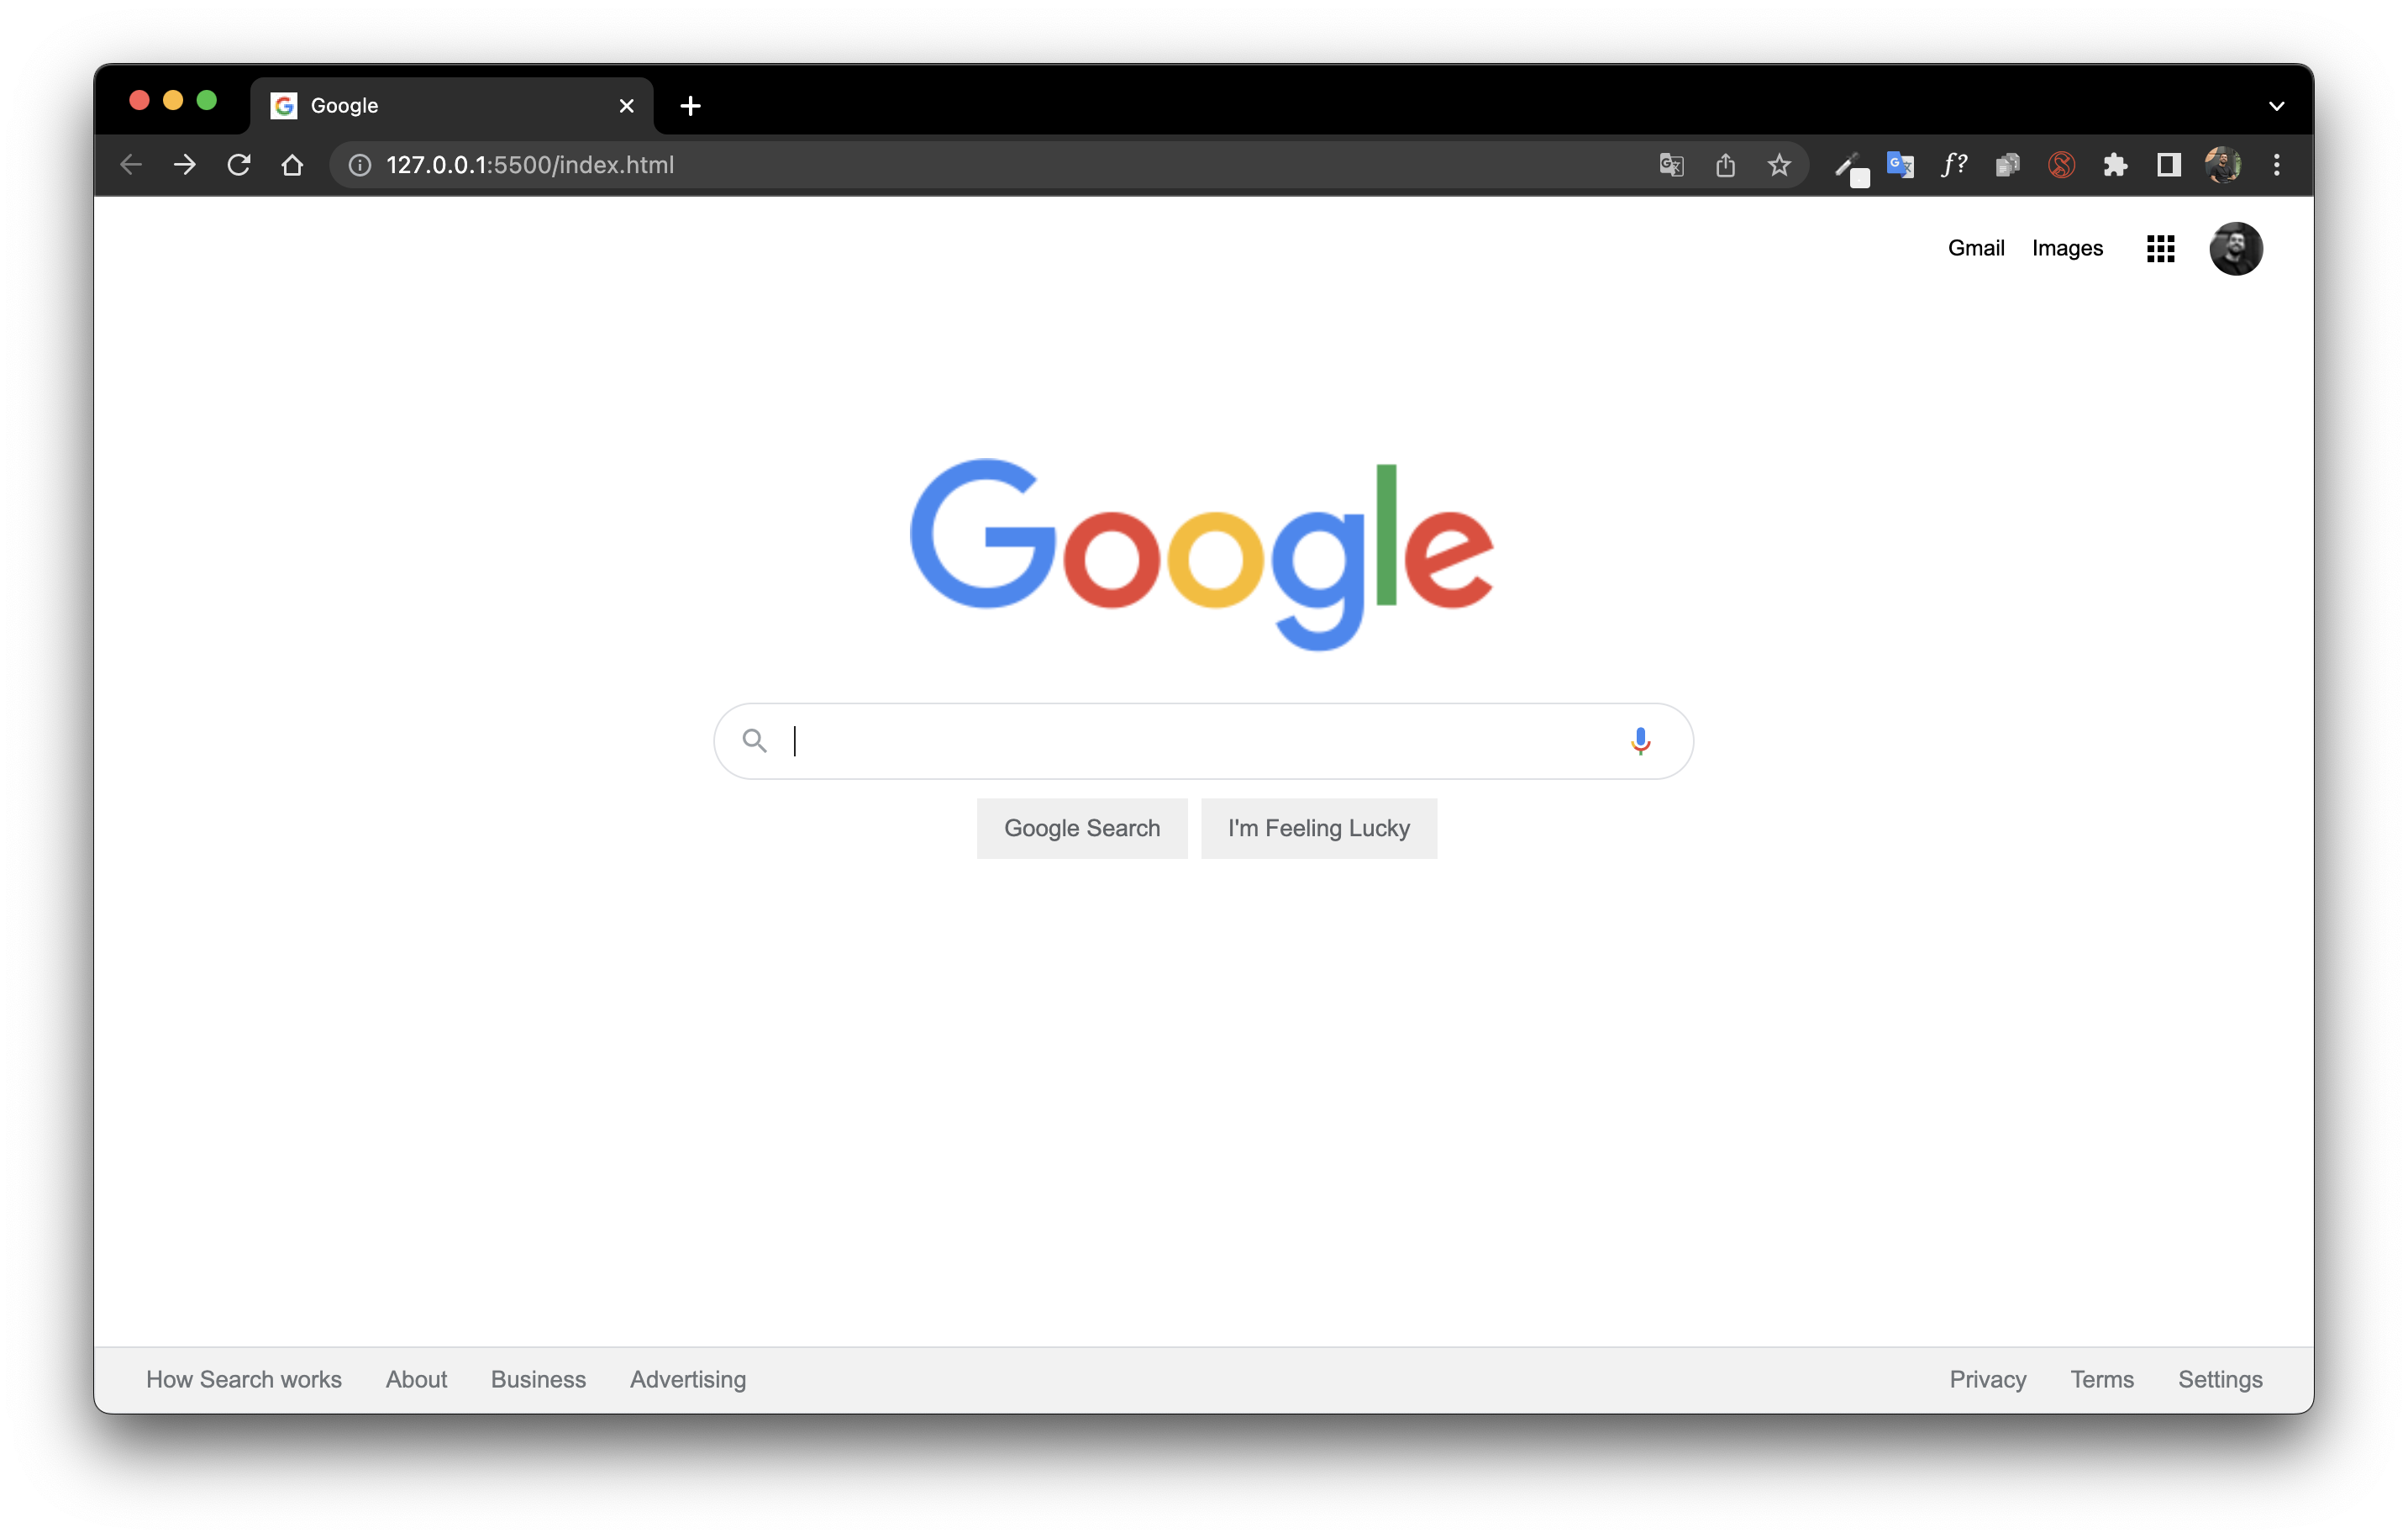 Google
127.0.0.1:5500/index.html
f?
Gmail Images
Google
Google Search I'm Feeling Lucky
How Search works About Business Advertising Privacy Terms Settings